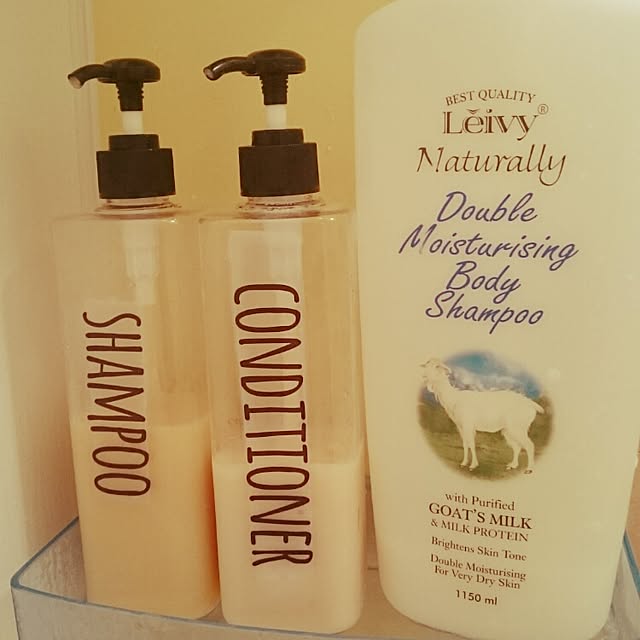 SHAMPOO
CONDITIONER
BEST QUALITY
Lĕivy®
Naturally
Double
Moisturising
Body
Shampoo
with Purified
GOAT'S MILK
& MILK PROTEIN
Brightens Skin Tone
Double Moisturising
For Very Dry Skin
1150 ml